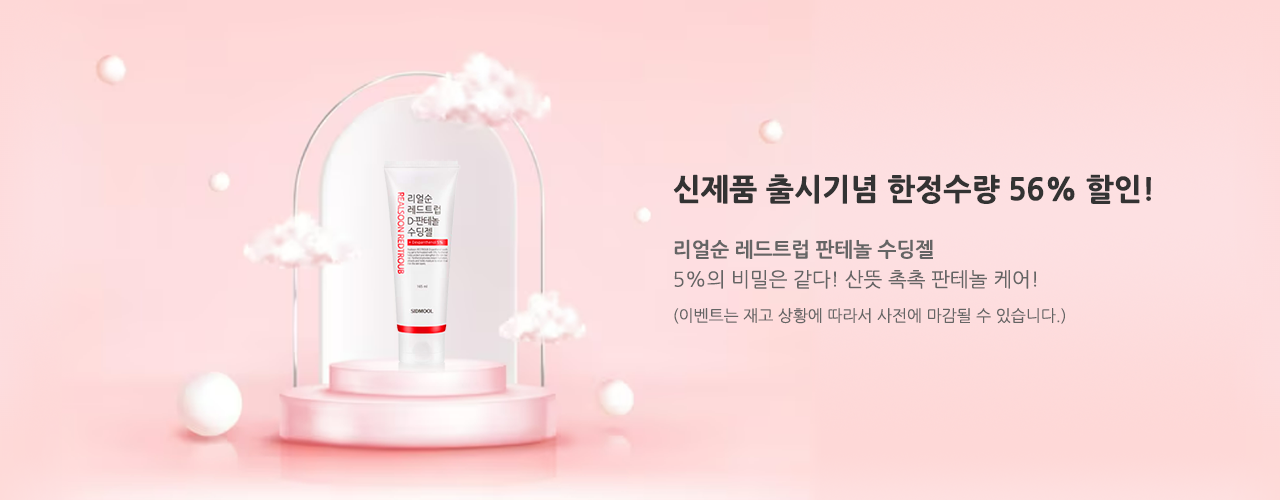 신제품 출시기념 한정수량 56% 할인!
리얼순 레드트럽 판테놀 수딩젤
5%의 비밀은 같다! 산뜻 촉촉 판테놀 케어!
(이벤트는 재고 상황에 따라서 사전에 마감될 수 있습니다.)
REALSOON REDTROUB
리얼순
레드트럽
D-판테놀
수딩젤
SIDMOOL